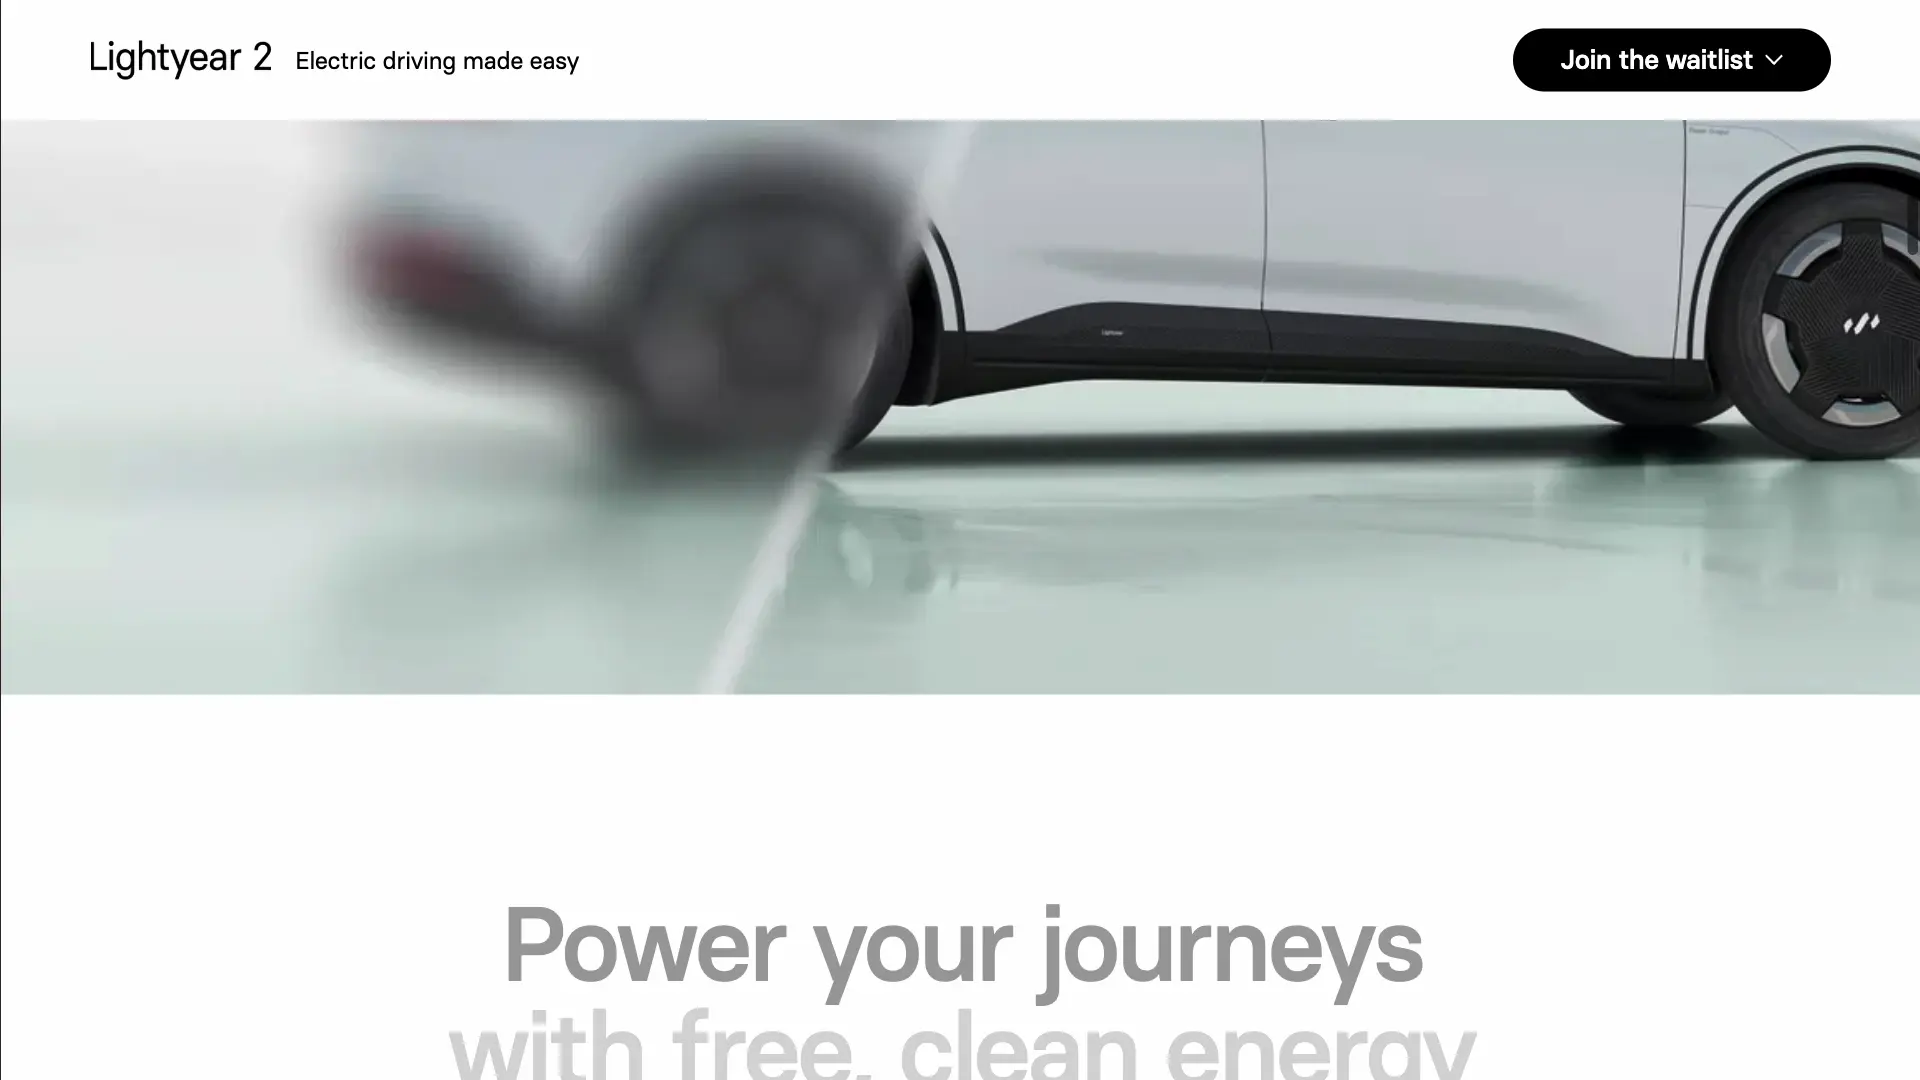 Lightyear 2 Electric driving made easy
Join the waitlist
Power your journeys
with free, clean energy